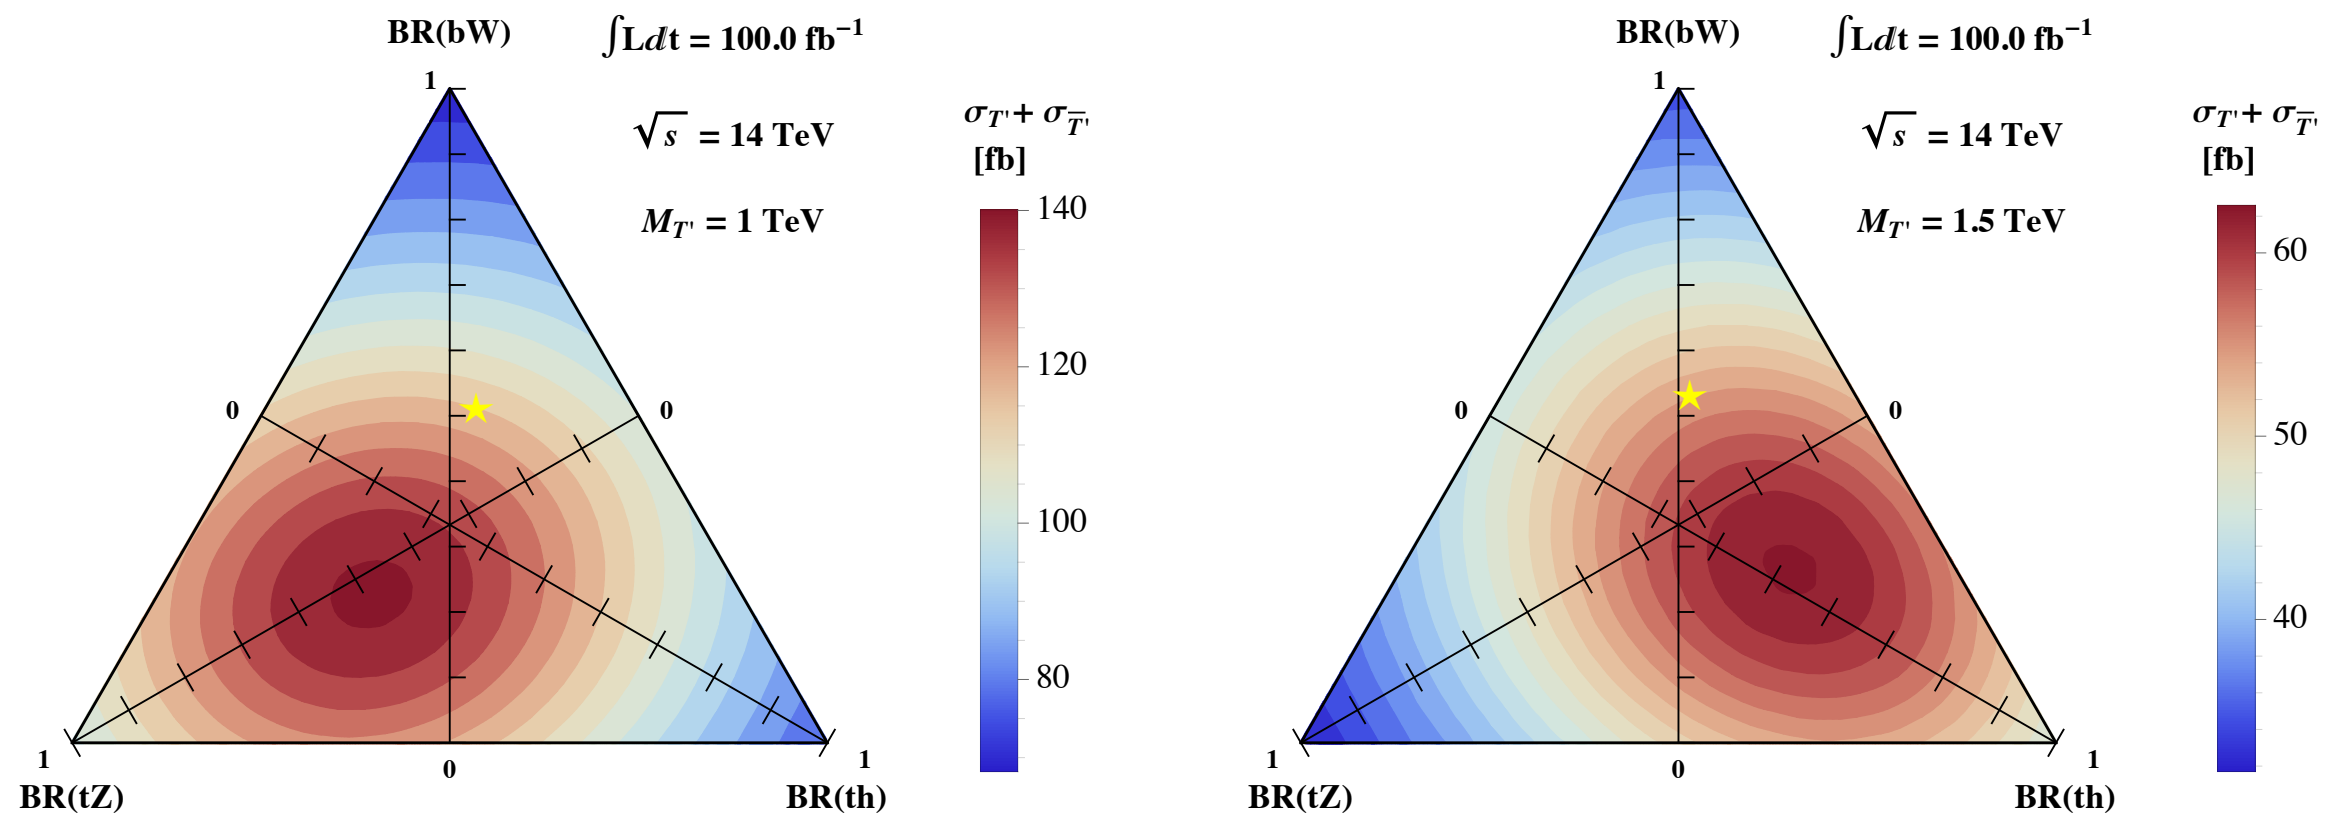 BR(bW)
∫Ldt = 100.0 fb⁻¹
1
√s = 14 TeV
σT'+ σT̅'
[fb]
MT' = 1 TeV
140
120
100
80
0
0
1
0
1
BR(tZ)
BR(th)
BR(bW)
∫Ldt = 100.0 fb⁻¹
1
√s = 14 TeV
σT'+ σT̅'
[fb]
MT' = 1.5 TeV
60
50
40
0
0
1
0
1
BR(tZ)
BR(th)